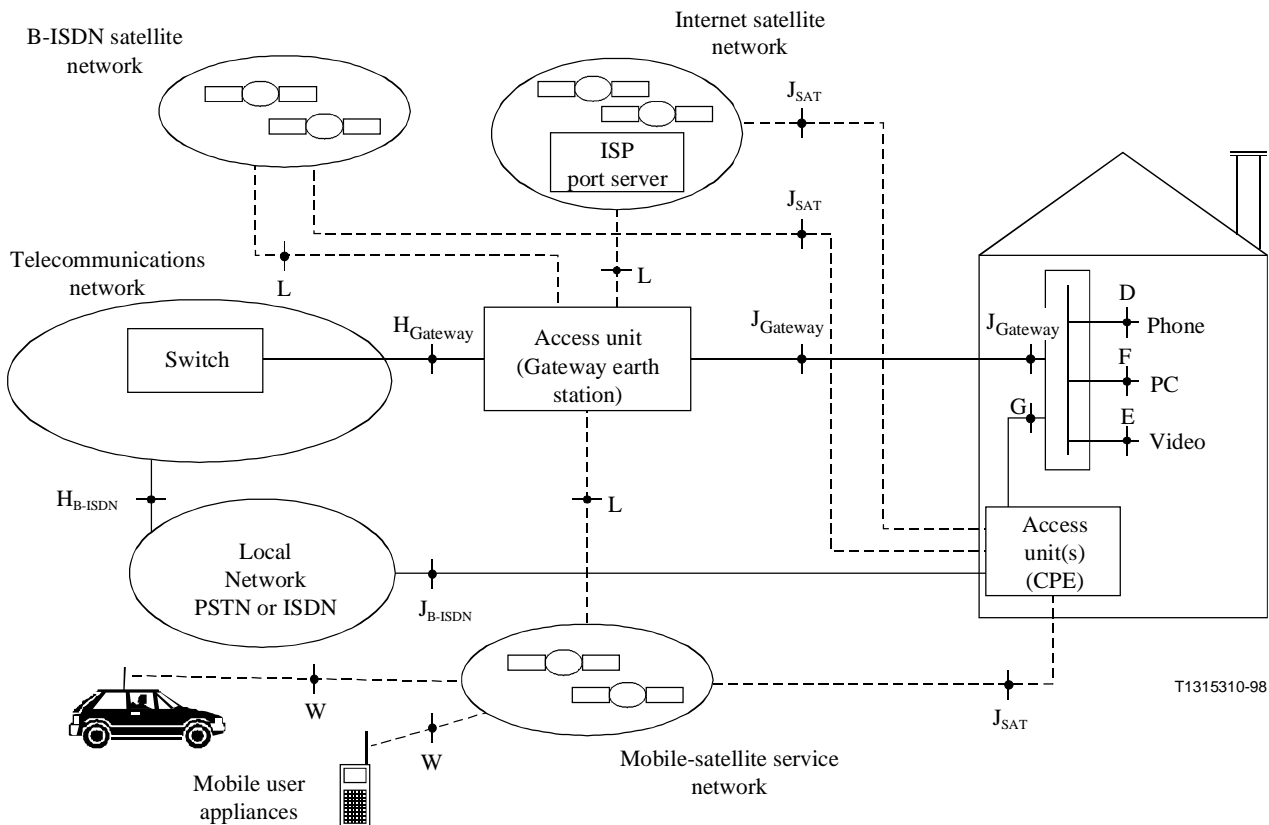 B-ISDN satellite
network
Internet satellite
network
J_SAT
ISP
port server
J_SAT
L
L
Telecommunications
network
Switch
H_Gateway
Access unit
(Gateway earth
station)
J_Gateway
J_Gateway
D
Phone
F
PC
G
E
Video
H_B-ISDN
L
Access
unit(s)
(CPE)
Local
Network
PSTN or ISDN
J_B-ISDN
W
W
J_SAT
T1315310-98
Mobile user
appliances
Mobile-satellite service
network